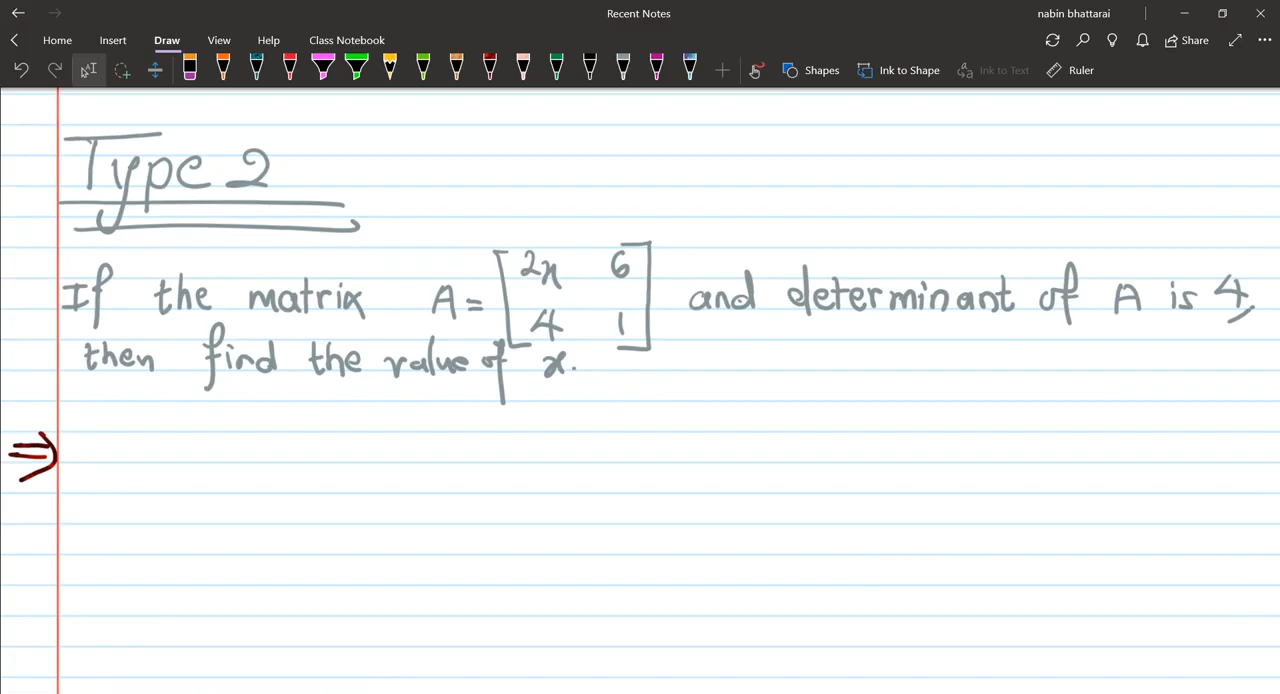 Recent Notes
nabin bhattarai
Home Insert Draw View Help Class Notebook
Share
Shapes Ink to Shape Ink to Text Ruler
Type 2
If the matrix A = [2x 6
4 1] and determinant of A is 4,
then find the value of x.
⇒